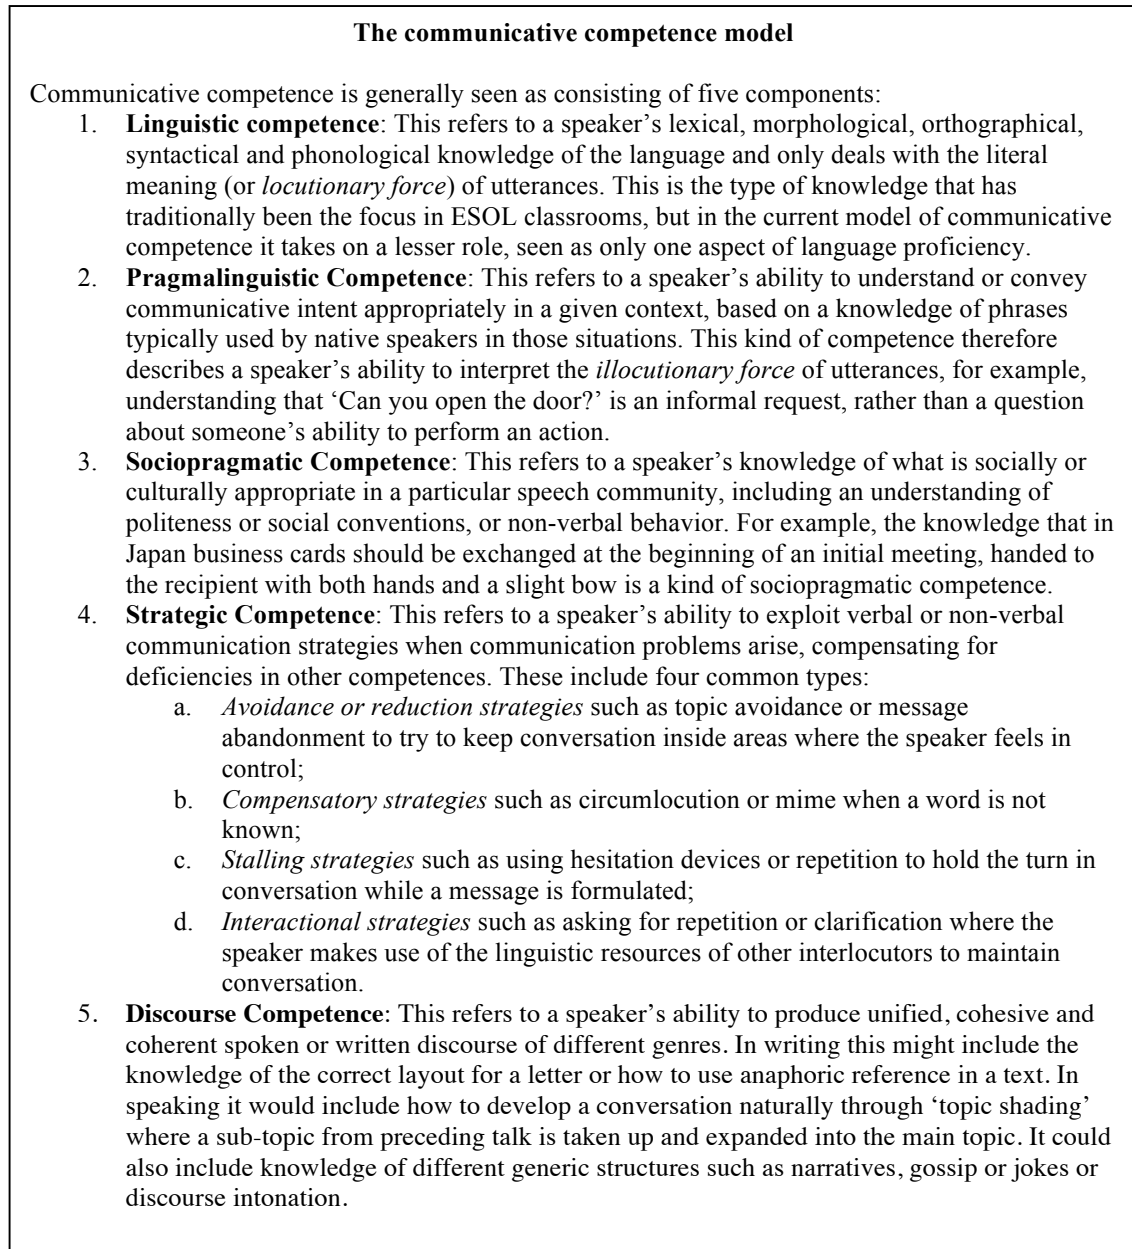 The communicative competence model
Communicative competence is generally seen as consisting of five components:
1. Linguistic competence: This refers to a speaker’s lexical, morphological, orthographical,
syntactical and phonological knowledge of the language and only deals with the literal
meaning (or locutionary force) of utterances. This is the type of knowledge that has
traditionally been the focus in ESOL classrooms, but in the current model of communicative
competence it takes on a lesser role, seen as only one aspect of language proficiency.
2. Pragmalinguistic Competence: This refers to a speaker’s ability to understand or convey
communicative intent appropriately in a given context, based on a knowledge of phrases
typically used by native speakers in those situations. This kind of competence therefore
describes a speaker’s ability to interpret the illocutionary force of utterances, for example,
understanding that ‘Can you open the door?’ is an informal request, rather than a question
about someone’s ability to perform an action.
3. Sociopragmatic Competence: This refers to a speaker’s knowledge of what is socially or
culturally appropriate in a particular speech community, including an understanding of
politeness or social conventions, or non-verbal behavior. For example, the knowledge that in
Japan business cards should be exchanged at the beginning of an initial meeting, handed to
the recipient with both hands and a slight bow is a kind of sociopragmatic competence.
4. Strategic Competence: This refers to a speaker’s ability to exploit verbal or non-verbal
communication strategies when communication problems arise, compensating for
deficiencies in other competences. These include four common types:
a. Avoidance or reduction strategies such as topic avoidance or message
abandonment to try to keep conversation inside areas where the speaker feels in
control;
b. Compensatory strategies such as circumlocution or mime when a word is not
known;
c. Stalling strategies such as using hesitation devices or repetition to hold the turn in
conversation while a message is formulated;
d. Interactional strategies such as asking for repetition or clarification where the
speaker makes use of the linguistic resources of other interlocutors to maintain
conversation.
5. Discourse Competence: This refers to a speaker’s ability to produce unified, cohesive and
coherent spoken or written discourse of different genres. In writing this might include the
knowledge of the correct layout for a letter or how to use anaphoric reference in a text. In
speaking it would include how to develop a conversation naturally through ‘topic shading’
where a sub-topic from preceding talk is taken up and expanded into the main topic. It could
also include knowledge of different generic structures such as narratives, gossip or jokes or
discourse intonation.